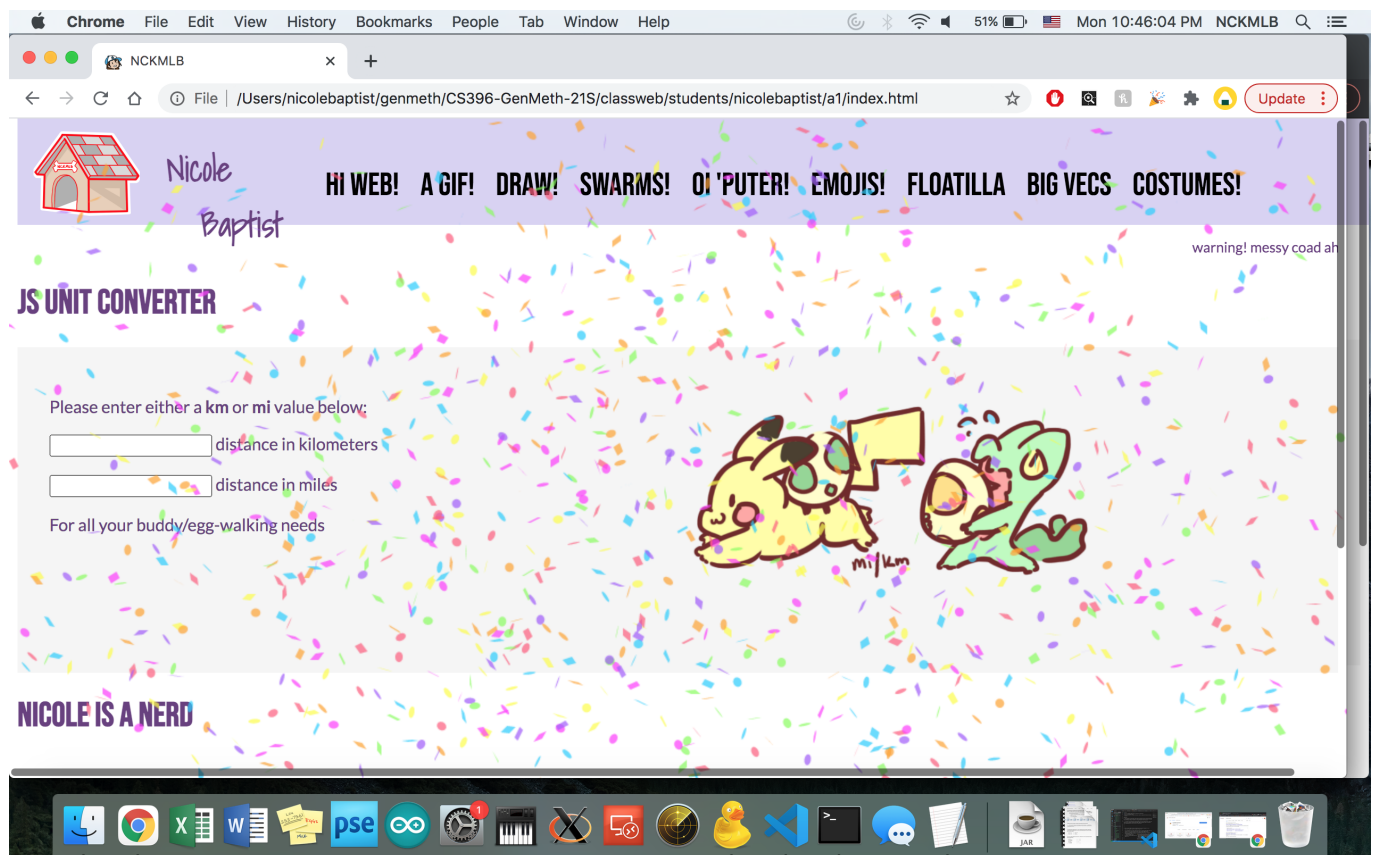 Chrome File Edit View History Bookmarks People Tab Window Help 51% Mon 10:46:04 PM NCKMLB
NCKMLB
File /Users/nicolebaptist/genmeth/CS396-GenMeth-21S/classweb/students/nicolebaptist/a1/index.html Update
Nicole
Baptist
HI WEB! A GIF! DRAW! SWARMS! OI 'PUTER! EMOJIS! FLOATILLA BIG VECS COSTUMES!
warning! messy coad ah
JS UNIT CONVERTER
Please enter either a km or mi value below:
distance in kilometers
distance in miles
For all your buddy/egg-walking needs
mi/km
NICOLE IS A NERD
1
pse
JAR